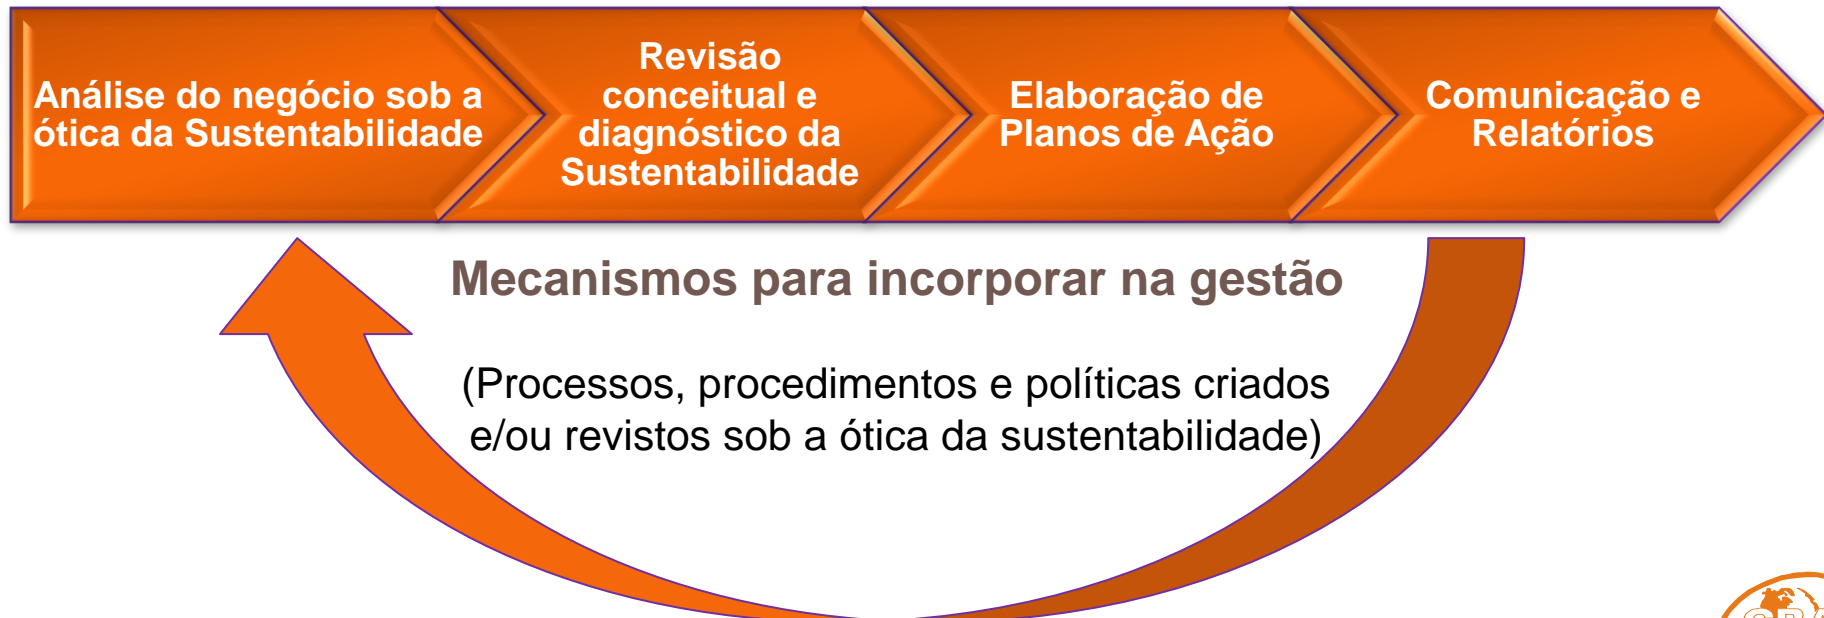 Análise do negócio sob a
ótica da Sustentabilidade
Revisão
conceitual e
diagnóstico da
Sustentabilidade
Elaboração de
Planos de Ação
Comunicação e
Relatórios
Mecanismos para incorporar na gestão
(Processos, procedimentos e políticas criados
e/ou revistos sob a ótica da sustentabilidade)